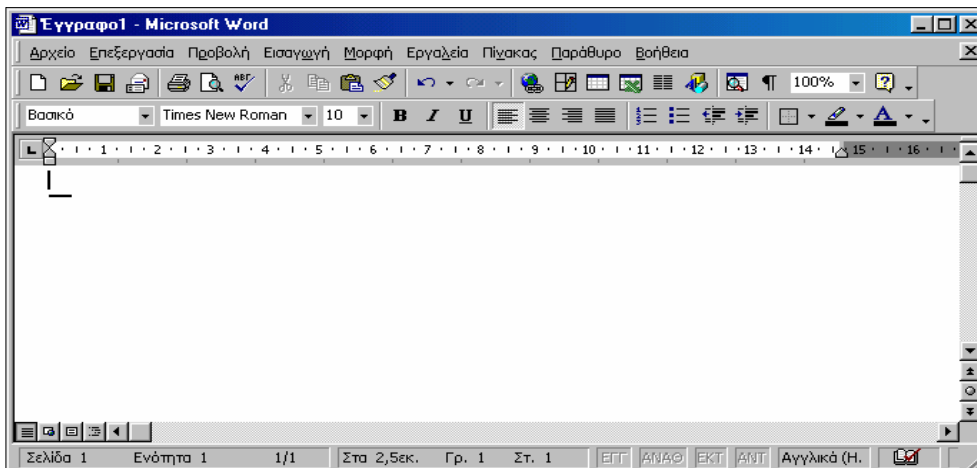 Έγγραφο1 - Microsoft Word
Αρχείο Επεξεργασία Προβολή Εισαγωγή Μορφή Εργαλεία Πίνακας Παράθυρο Βοήθεια
ABC ¶ 100%
Βασικό Times New Roman 10 B I U A
1 2 3 4 5 6 7 8 9 10 11 12 13 14 15 16
Σελίδα 1 Ενότητα 1 1/1 Στα 2,5εκ. Γρ. 1 Στ. 1 ΕΓΓ ΑΝΑΘ ΕΚΤ ΑΝΤ Αγγλικά (Η.